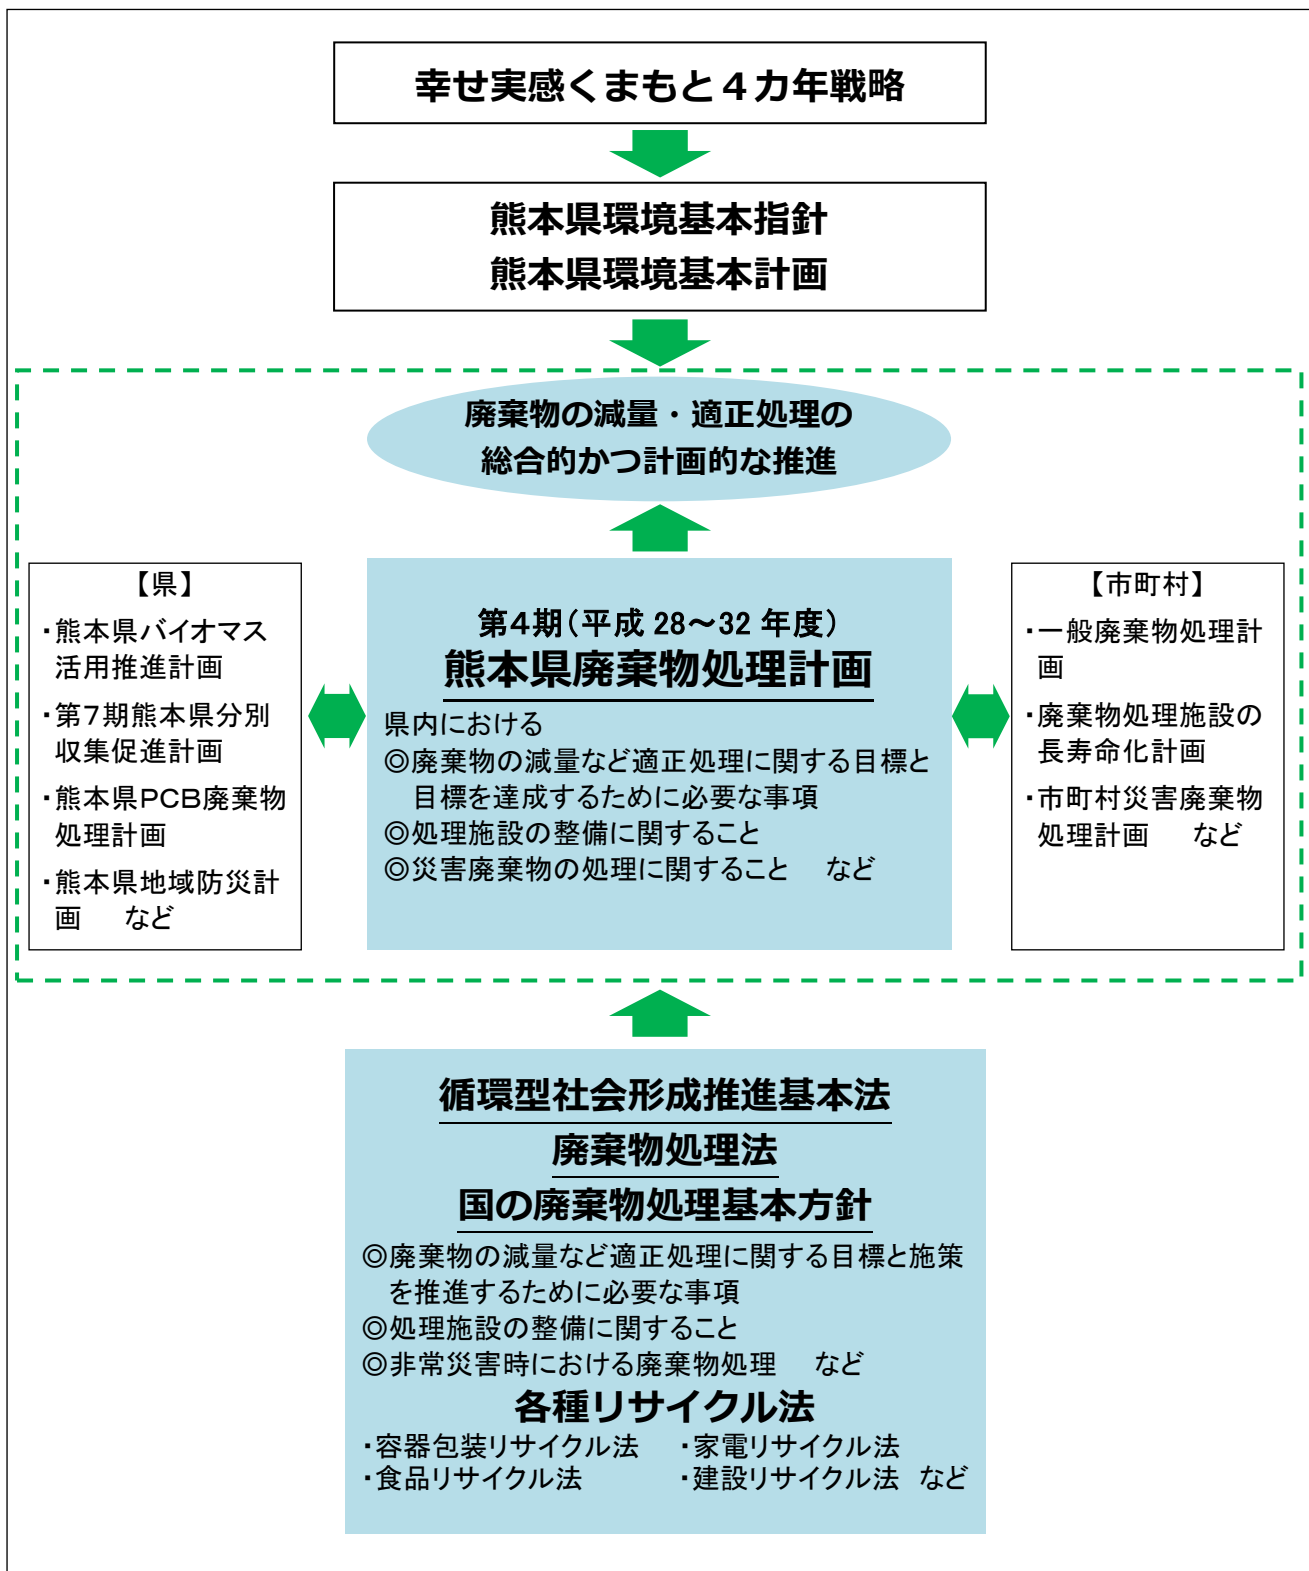 幸せ実感くまもと４カ年戦略
熊本県環境基本指針
熊本県環境基本計画
廃棄物の減量・適正処理の
総合的かつ計画的な推進
【県】
・熊本県バイオマス
活用推進計画
・第７期熊本県分別
収集促進計画
・熊本県PCB廃棄物
処理計画
・熊本県地域防災計
画　など
第４期（平成 28～32 年度）
熊本県廃棄物処理計画
県内における
◎廃棄物の減量など適正処理に関する目標と
目標を達成するために必要な事項
◎処理施設の整備に関すること
◎災害廃棄物の処理に関すること　など
【市町村】
・一般廃棄物処理計
画
・廃棄物処理施設の
長寿命化計画
・市町村災害廃棄物
処理計画　など
循環型社会形成推進基本法
廃棄物処理法
国の廃棄物処理基本方針
◎廃棄物の減量など適正処理に関する目標と施策
を推進するために必要な事項
◎処理施設の整備に関すること
◎非常災害時における廃棄物処理　など
各種リサイクル法
・容器包装リサイクル法　・家電リサイクル法
・食品リサイクル法　・建設リサイクル法　など